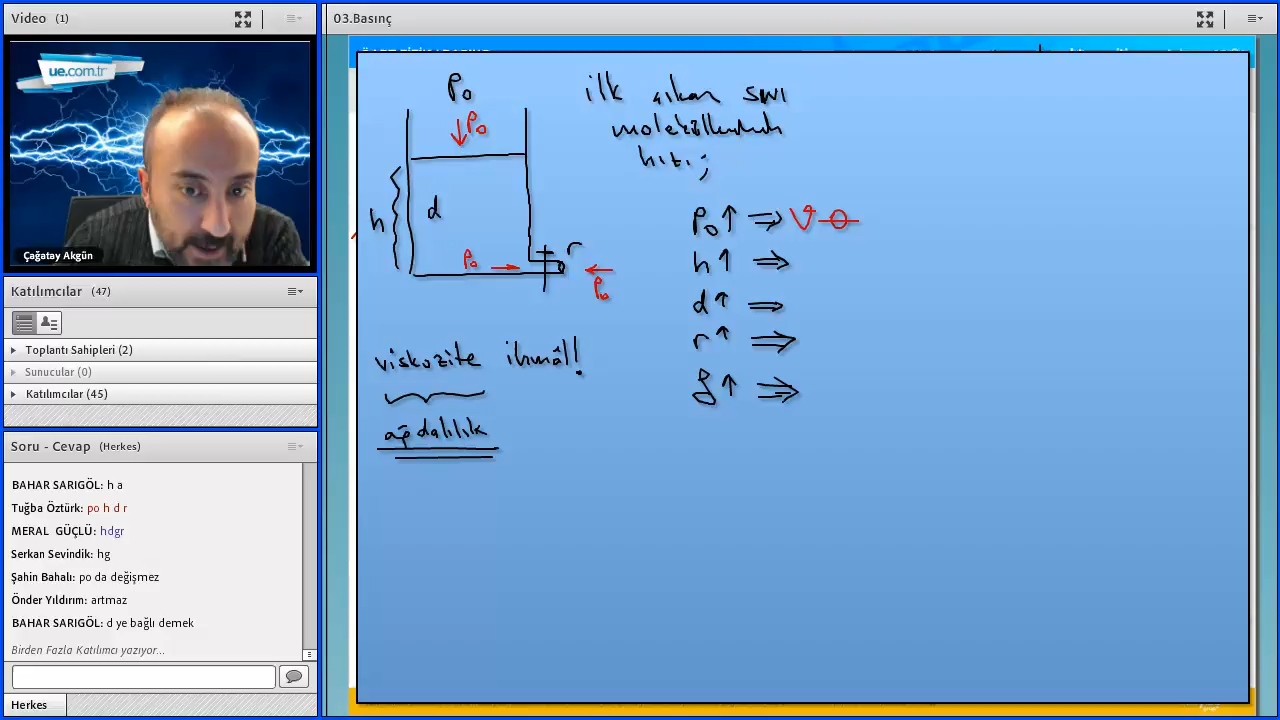 Video (1)
ue.com.tr
Çağatay Akgün
Katılımcılar (47)
Toplantı Sahipleri (2)
Sunucular (0)
Katılımcılar (45)
Soru - Cevap (Herkes)
BAHAR SARIGÖL: h a
Tuğba Öztürk: po h d r
MERAL GÜÇLÜ: hdgr
Serkan Sevindik: hg
Şahin Bahalı: po da değişmez
Önder Yıldırım: artmaz
BAHAR SARIGÖL: d ye bağlı demek
Birden Fazla Katılımcı yazıyor...
Herkes
03.Basınç
P₀
P₀
h
d
P₀
r
P₀
viskozite ihmâl!
ağdalılık
ilk çıkan sıvı
moleküllerinin
hızı;
P₀↑ ⇒ V
h↑ ⇒
d↑ ⇒
r↑ ⇒
g↑ ⇒